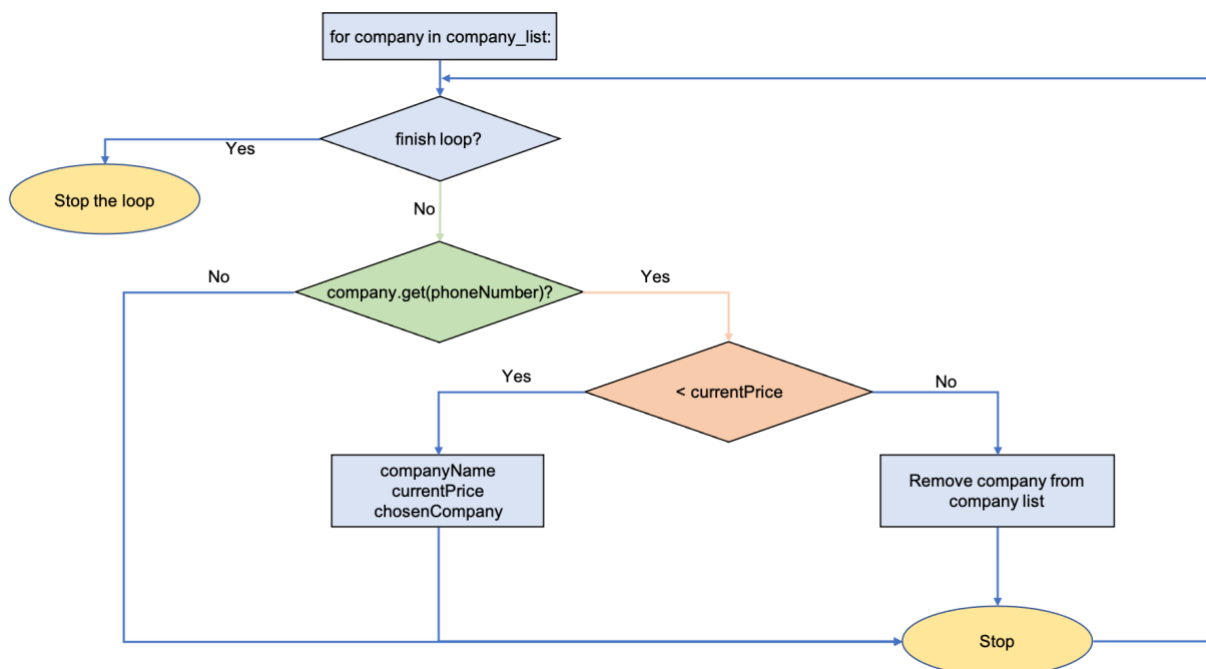 for company in company_list:
finish loop?
Yes
Stop the loop
No
No
company.get(phoneNumber)?
Yes
Yes
< currentPrice
No
companyName
currentPrice
chosenCompany
Remove company from
company list
Stop